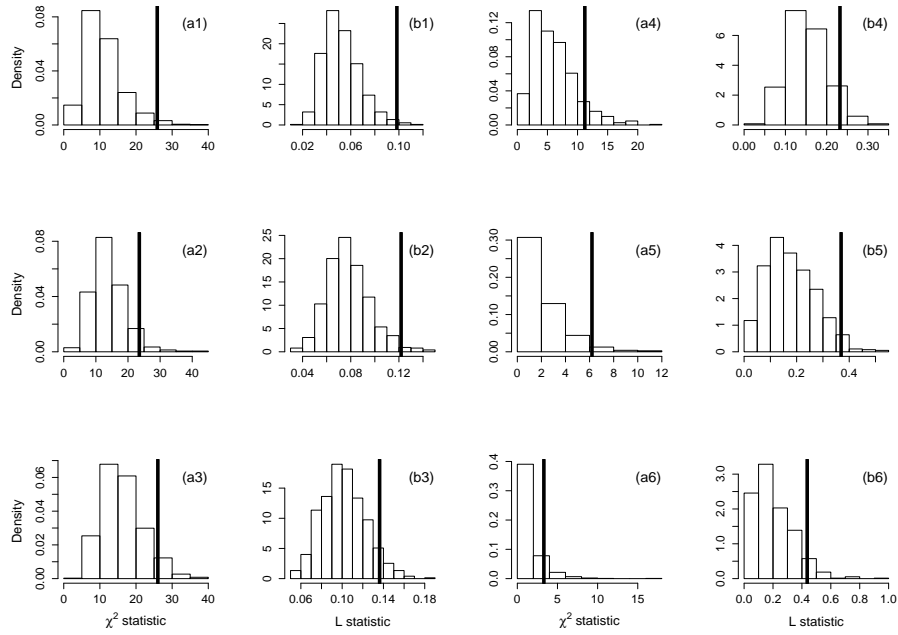 (a1)
Density
0.00 0.04 0.08
0 10 20 30 40
(b1)
0 5 10 20
0.02 0.06 0.10
(a4)
0.00 0.04 0.08 0.12
0 5 10 15 20
(b4)
0 2 4 6
0.00 0.10 0.20 0.30
(a2)
Density
0.00 0.04 0.08
0 10 20 30 40
(b2)
0 5 10 15 20 25
0.04 0.08 0.12
(a5)
0.00 0.10 0.20 0.30
0 2 4 6 8 10 12
(b5)
0 1 2 3 4
0.0 0.2 0.4
(a3)
Density
0.00 0.02 0.04 0.06
0 10 20 30 40
χ² statistic
(b3)
0 5 10 15
0.06 0.10 0.14 0.18
L statistic
(a6)
0.0 0.1 0.2 0.3 0.4
0 5 10 15
χ² statistic
(b6)
0.0 1.0 2.0 3.0
0.0 0.2 0.4 0.6 0.8 1.0
L statistic